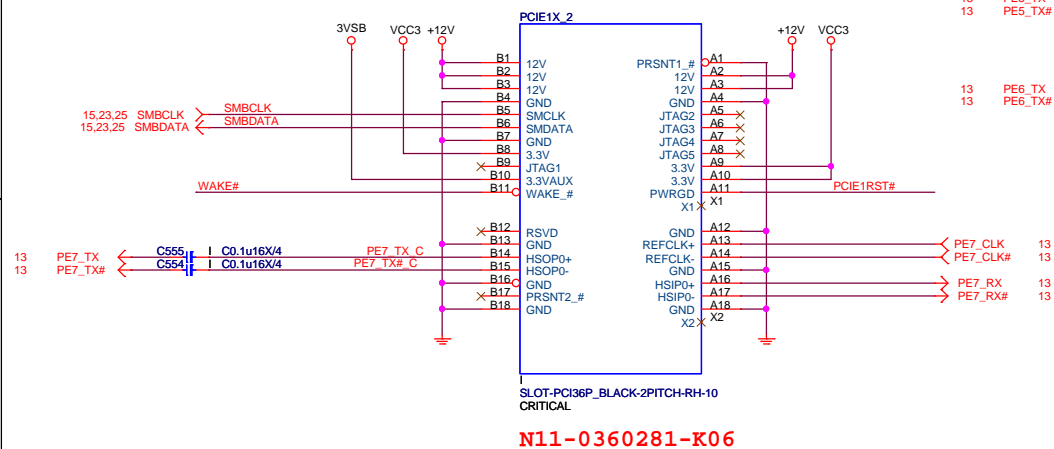 PCIE1X_2
13 PE5_TX#
3VSB VCC3 +12V +12V VCC3
B1 12V PRSNT1_# A1
B2 12V 12V A2
B3 12V 12V A3
13 PE6_TX
B4 GND GND A4
13 PE6_TX#
15,23,25 SMBCLK SMBCLK B5 SMCLK JTAG2 A5
15,23,25 SMBDATA SMBDATA B6 SMDATA JTAG3 A6
B7 GND JTAG4 A7
B8 3.3V JTAG5 A8
B9 JTAG1 3.3V A9
B10 3.3VAUX 3.3V A10
WAKE# B11 WAKE_# PWRGD A11 PCIE1RST#
X1 X1
B12 RSVD GND A12
B13 GND REFCLK+ A13 PE7_CLK 13
13 PE7_TX C555 I C0.1u16X/4 PE7_TX_C B14 HSOP0+ REFCLK- A14 PE7_CLK# 13
13 PE7_TX# C554 I C0.1u16X/4 PE7_TX#_C B15 HSOP0- GND A15
B16 GND HSIP0+ A16 PE7_RX 13
B17 PRSNT2_# HSIP0- A17 PE7_RX# 13
B18 GND GND A18
X2 X2
I
SLOT-PCI36P_BLACK-2PITCH-RH-10
CRITICAL
N11-0360281-K06